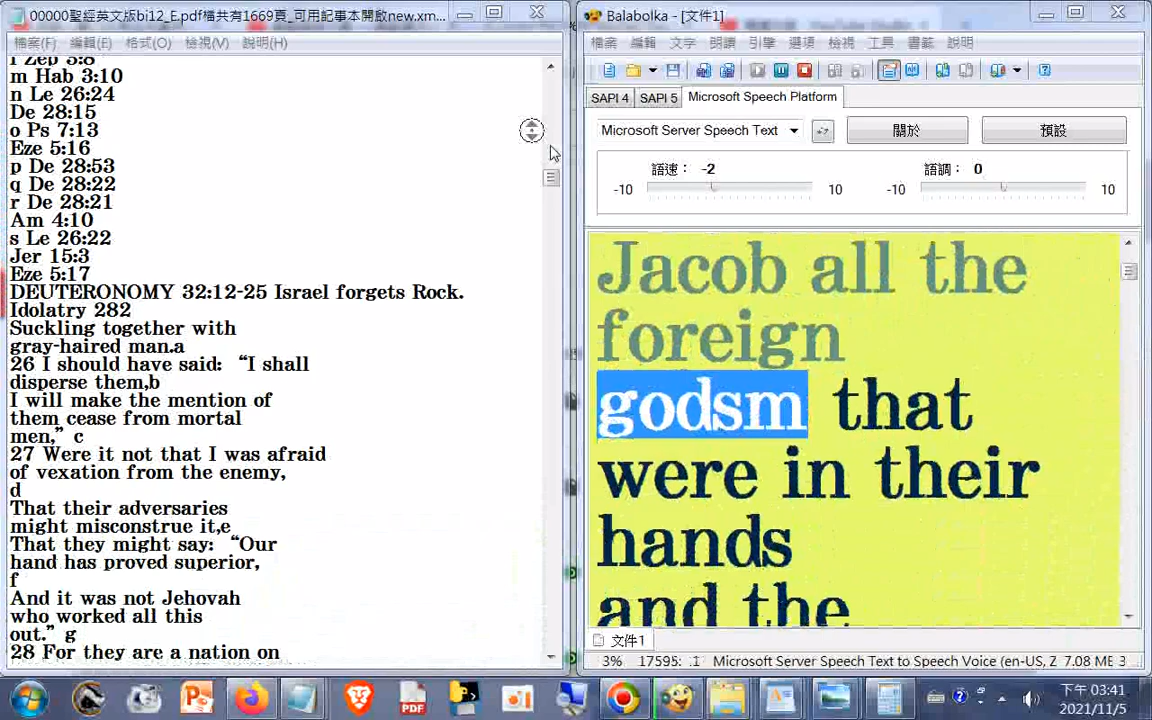 00000聖經英文版bi12_E.pdf檔共有1669頁_可用記事本開啟new.xm...
檔案(F) 編輯(E) 格式(O) 檢視(V) 說明(H)
m Hab 3:10
n Le 26:24
De 28:15
o Ps 7:13
Eze 5:16
p De 28:53
q De 28:22
r De 28:21
Am 4:10
s Le 26:22
Jer 15:3
Eze 5:17
DEUTERONOMY 32:12-25 Israel forgets Rock.
Idolatry 282
Suckling together with
gray-haired man.a
26 I should have said: “I shall
disperse them,b
I will make the mention of
them cease from mortal
men,” c
27 Were it not that I was afraid
of vexation from the enemy,
d
That their adversaries
might misconstrue it,e
That they might say: “Our
hand has proved superior,
f
And it was not Jehovah
who worked all this
out.” g
28 For they are a nation on
Balabolka - [文件1]
檔案 編輯 文字 朗讀 引擎 選項 檢視 工具 書籤 說明
SAPI 4 SAPI 5 Microsoft Speech Platform
Microsoft Server Speech Text 關於 預設
語速： -2 語調： 0
-10 10 -10 10
Jacob all the
foreign
godsm that
were in their
hands
and the
文件1
3% 17595: Microsoft Server Speech Text to Speech Voice (en-US, Z 7.08 MB 3
PDF
下午 03:41
2021/11/5